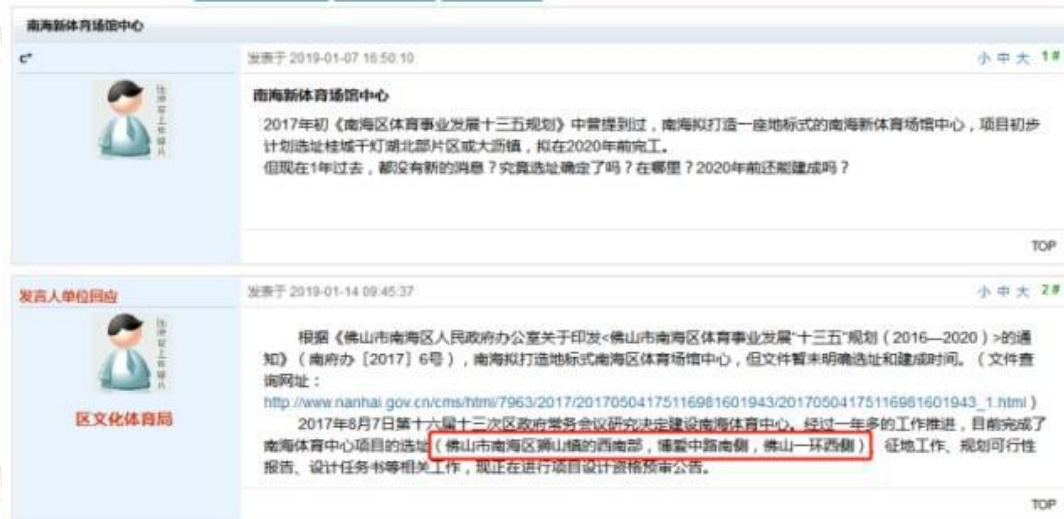 南海新体育场馆中心
c*
发表于 2019-01-07 16:50:10
小 中 大 1#
南海新体育场馆中心
2017年初《南海区体育事业发展十三五规划》中曾提到过，南海拟打造一座地标式的南海新体育场馆中心，项目初步
计划选址桂城千灯湖北部片区或大沥镇，拟在2020年前完工。
但现在1年过去，都没有新的消息？究竟选址确定了吗？在哪里？2020年前还能建成吗？
TOP
发言人单位回应
发表于 2019-01-14 09:45:37
小 中 大 2#
区文化体育局
根据《佛山市南海区人民政府办公室关于印发<佛山市南海区体育事业发展“十三五”规划（2016—2020）>的通
知》（南府办［2017］6号），南海拟打造地标式南海区体育场馆中心，但文件暂未明确选址和建成时间。（文件查
询网址：
http://www.nanhai.gov.cn/cms/html/7963/2017/20170504175116981601943/20170504175116981601943_1.html）
2017年8月7日第十六届十三次区政府常务会议研究决定建设南海体育中心。经过一年多的工作推进，目前完成了
南海体育中心项目的选址（佛山市南海区狮山镇的西南部，博爱中路南侧，佛山一环西侧） 征地工作、规划可行性
报告、设计任务书等相关工作，现正在进行项目设计资格预审公告。
TOP